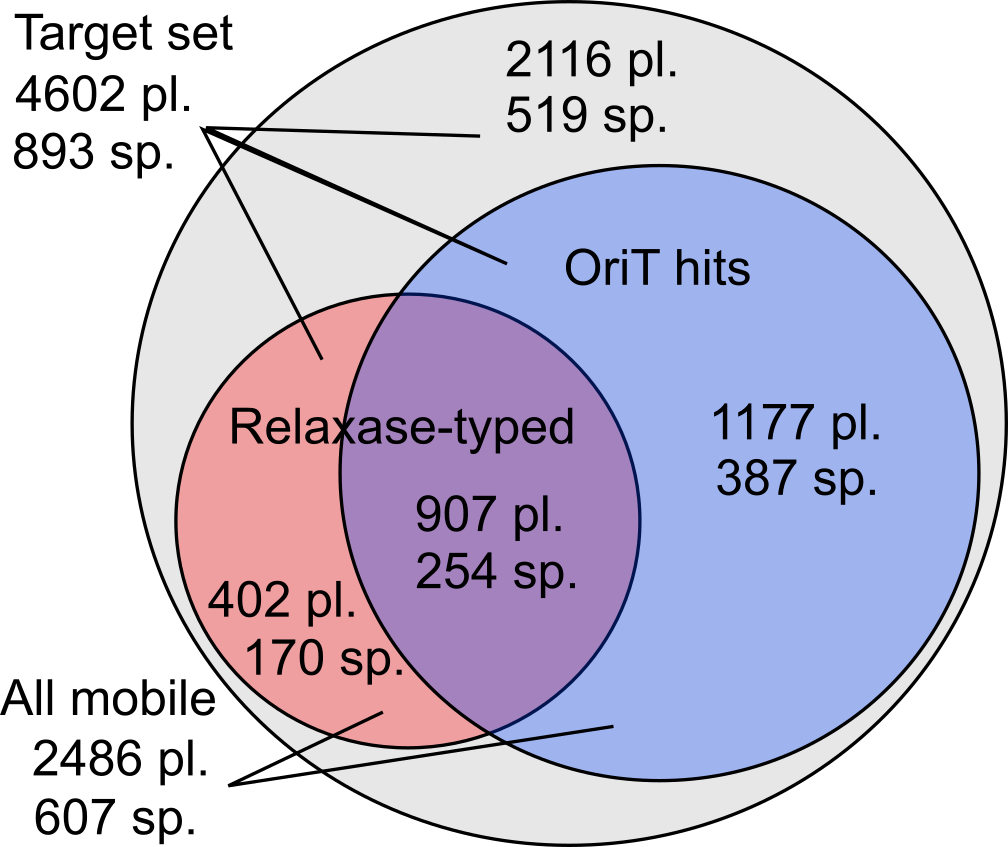 Target set
4602 pl.
893 sp.
2116 pl.
519 sp.
OriT hits
Relaxase-typed
1177 pl.
387 sp.
907 pl.
254 sp.
402 pl.
170 sp.
All mobile
2486 pl.
607 sp.